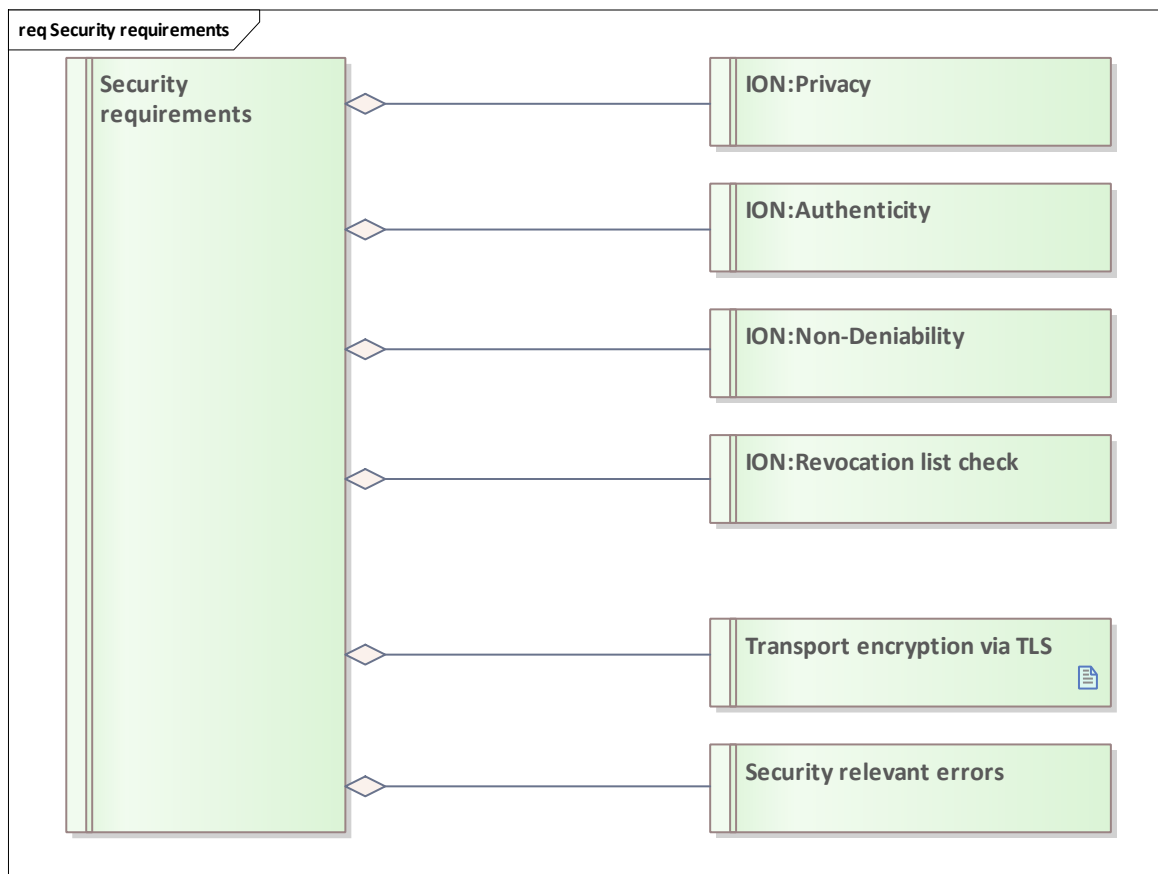 req Security requirements
Security
requirements
ION:Privacy
ION:Authenticity
ION:Non-Deniability
ION:Revocation list check
Transport encryption via TLS
Security relevant errors